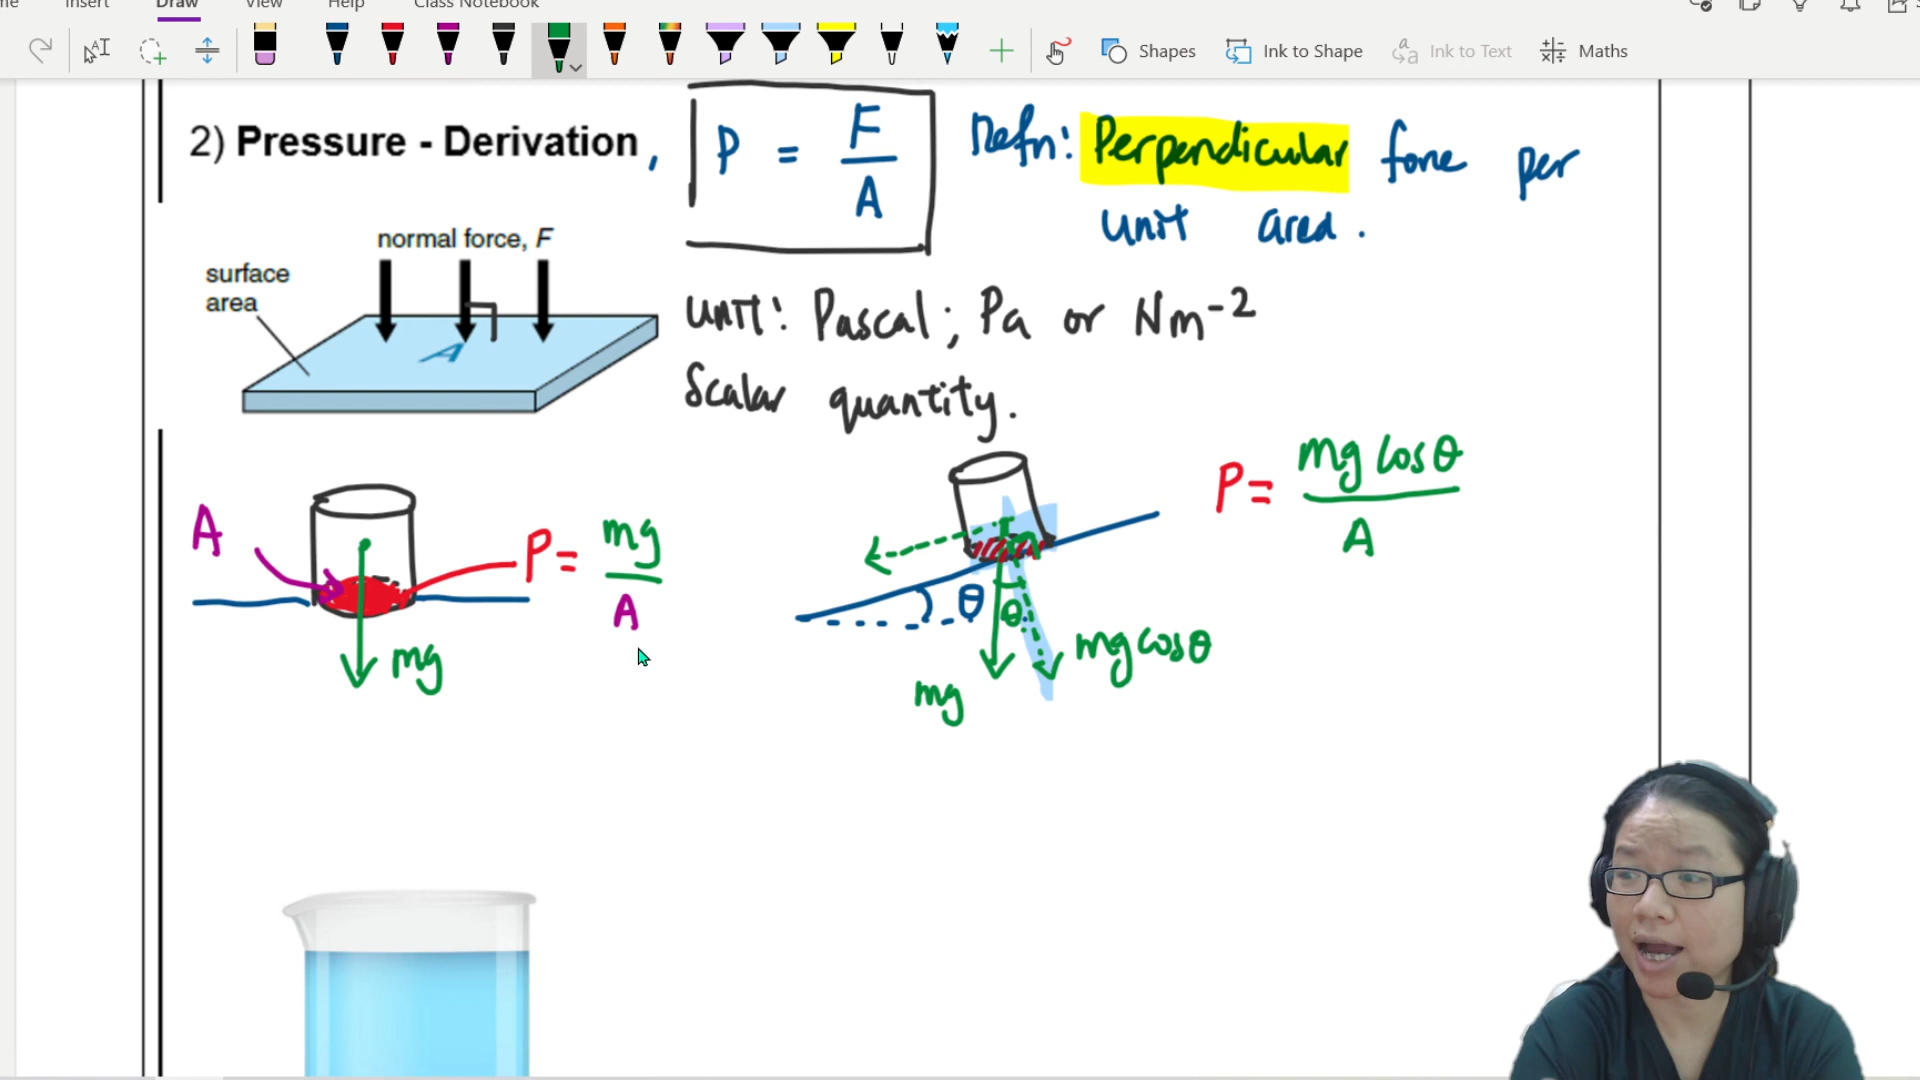 Insert Draw View Help Class Notebook
Shapes Ink to Shape Ink to Text Maths
2) Pressure - Derivation, P = F / A Defn: Perpendicular force per
unit area.
normal force, F
surface
area
A
Unit: Pascal; Pa or Nm-2
Scalar quantity.
A
P = mg / A
mg
P = mg cosθ / A
θ
θ
mg cosθ
mg